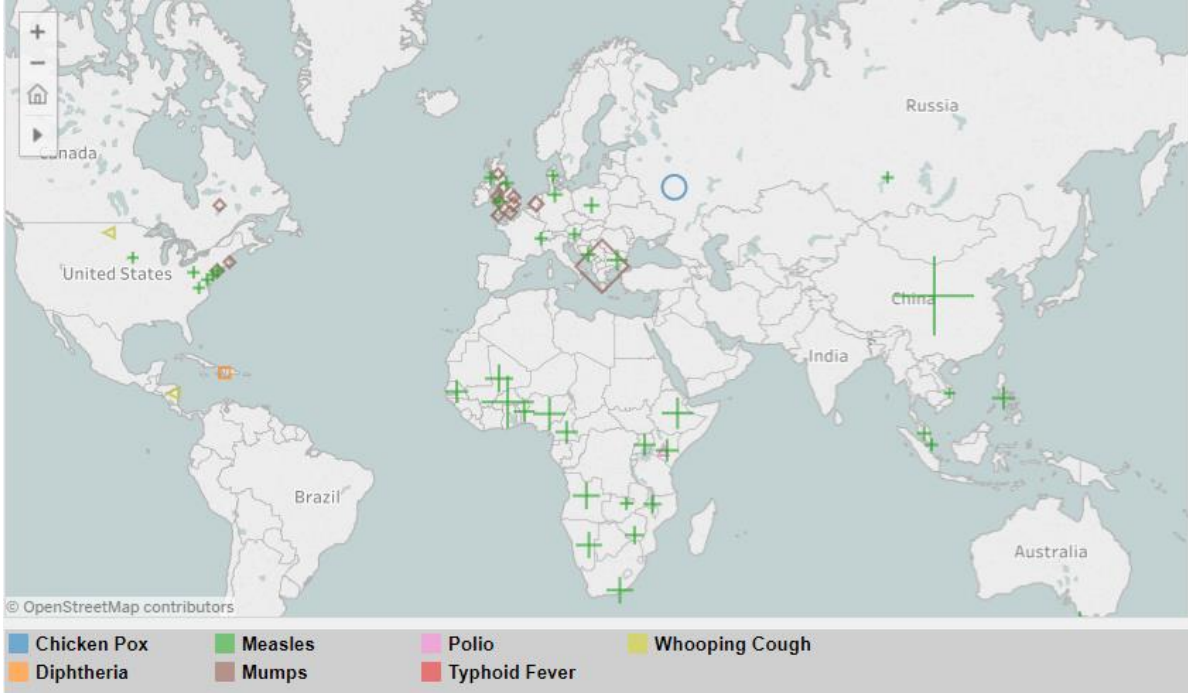 +
−
Russia
Canada
United States
China
India
Brazil
Australia
© OpenStreetMap contributors
Chicken Pox Measles Polio Whooping Cough
Diphtheria Mumps Typhoid Fever